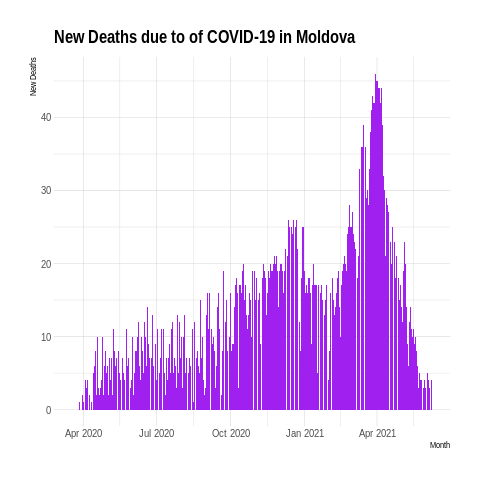 New Deaths due to of COVID-19 in Moldova
New Deaths
40
30
20
10
0
Apr 2020 Jul 2020 Oct 2020 Jan 2021 Apr 2021
Month